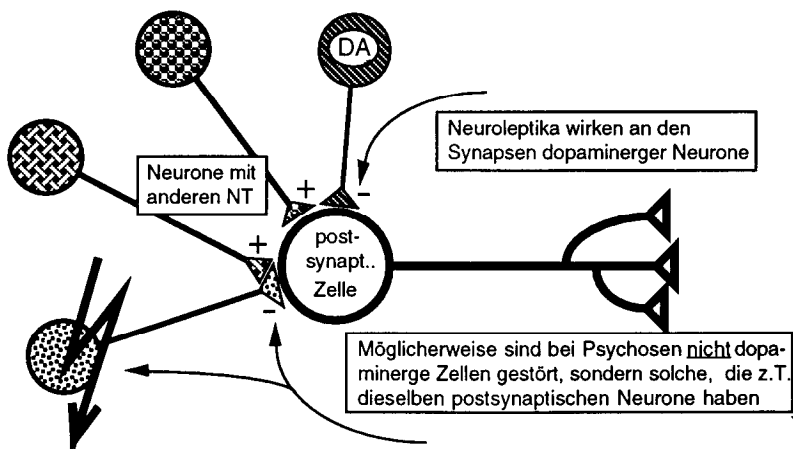 DA
Neuroleptika wirken an den
Synapsen dopaminerger Neurone
Neurone mit
anderen NT
+
-
+
-
post-
synapt..
Zelle
Möglicherweise sind bei Psychosen nicht dopa-
minerge Zellen gestört, sondern solche, die z.T.
dieselben postsynaptischen Neurone haben